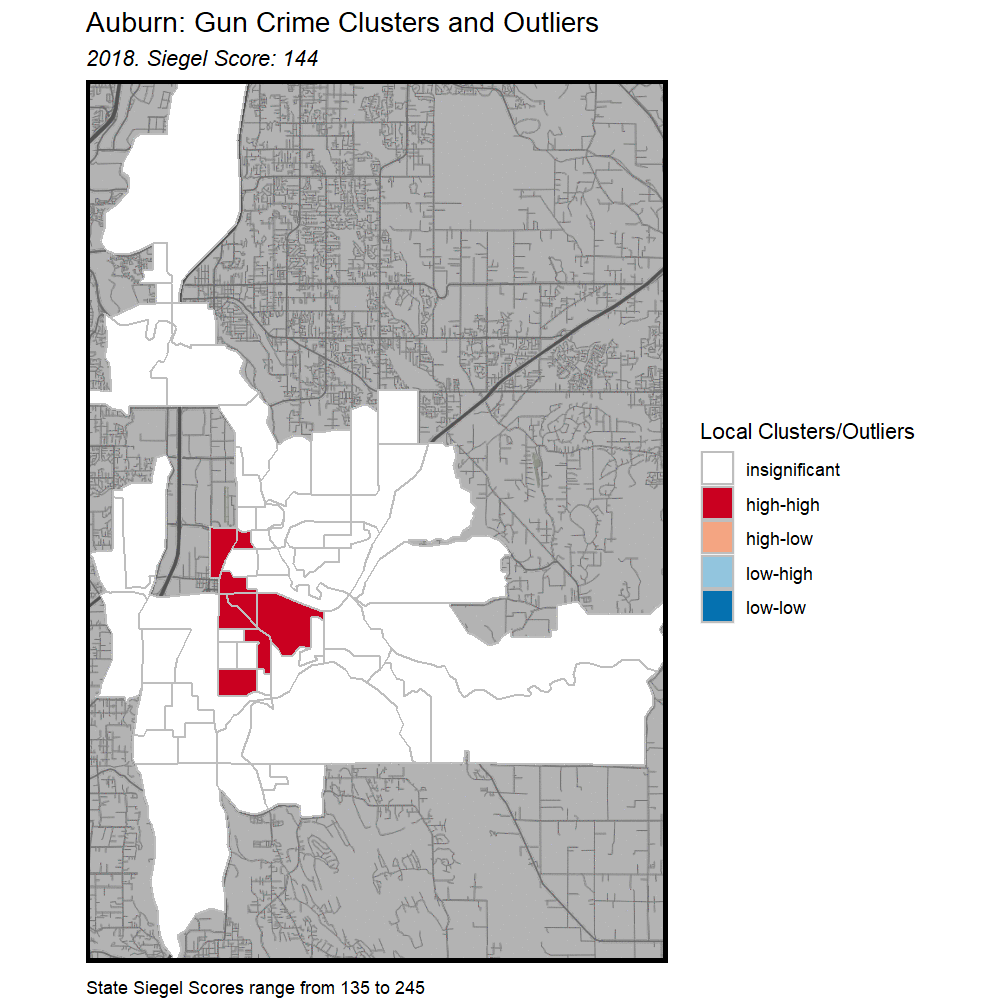 Auburn: Gun Crime Clusters and Outliers
2018. Siegel Score: 144
Local Clusters/Outliers
insignificant
high-high
high-low
low-high
low-low
State Siegel Scores range from 135 to 245